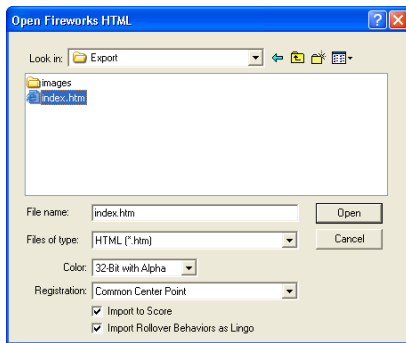 Open Fireworks HTML
Look in: Export
images
index.htm
File name: index.htm Open
Files of type: HTML (*.htm) Cancel
Color: 32-Bit with Alpha
Registration: Common Center Point
Import to Score
Import Rollover Behaviors as Lingo